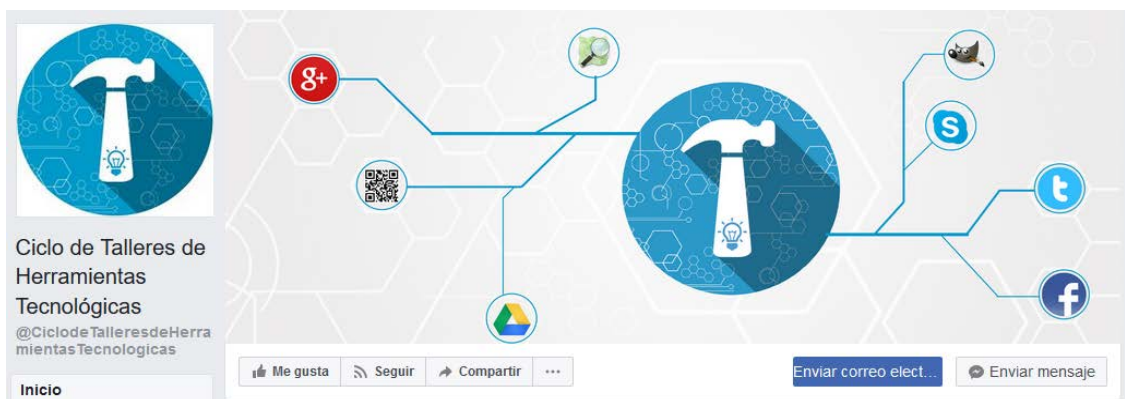 g+
Ciclo de Talleres de
Herramientas
Tecnológicas
@CiclodeTalleresdeHerra
mientasTecnologicas
Inicio
S
t
f
Me gusta
Seguir
Compartir
...
Enviar correo elect...
Enviar mensaje